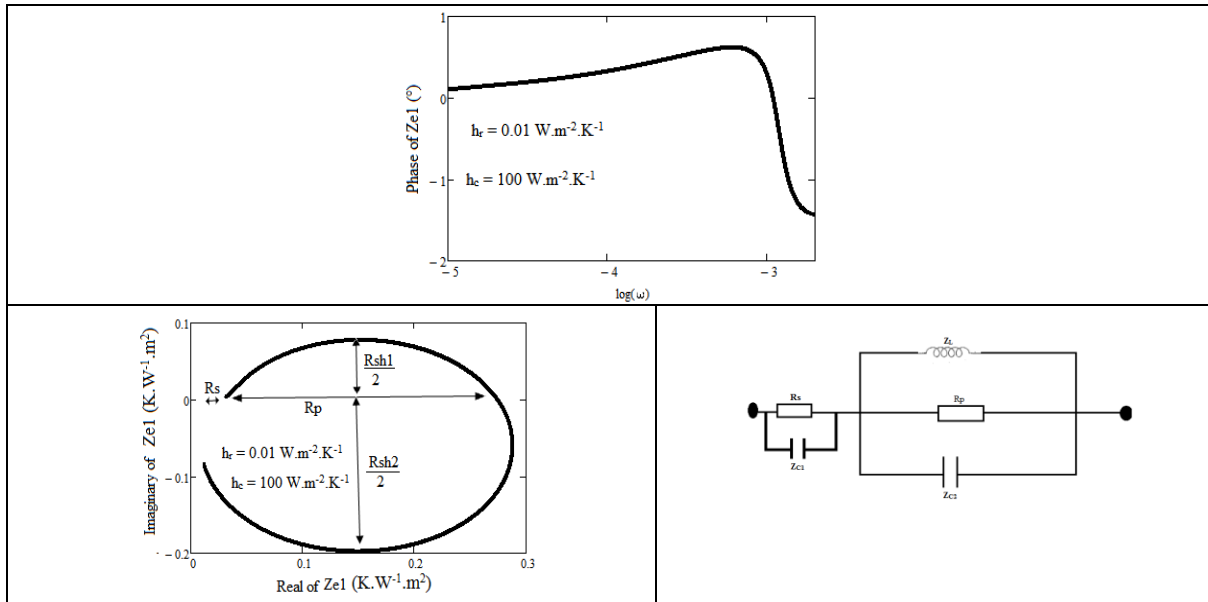 1
0
− 1
− 2
Phase of Ze1 (°)
hr = 0.01 W.m-2.K-1
hc = 100 W.m-2.K-1
− 5
− 4
− 3
log(ω)
0.1
0
− 0.1
− 0.2
Imaginary of Ze1 (K.W-1.m2)
Rs
Rsh1
2
Rp
hr = 0.01 W.m-2.K-1
hc = 100 W.m-2.K-1
Rsh2
2
0
0.1
0.2
0.3
Real of Ze1 (K.W-1.m2)
ZL
Rs
Rp
ZC1
ZC2